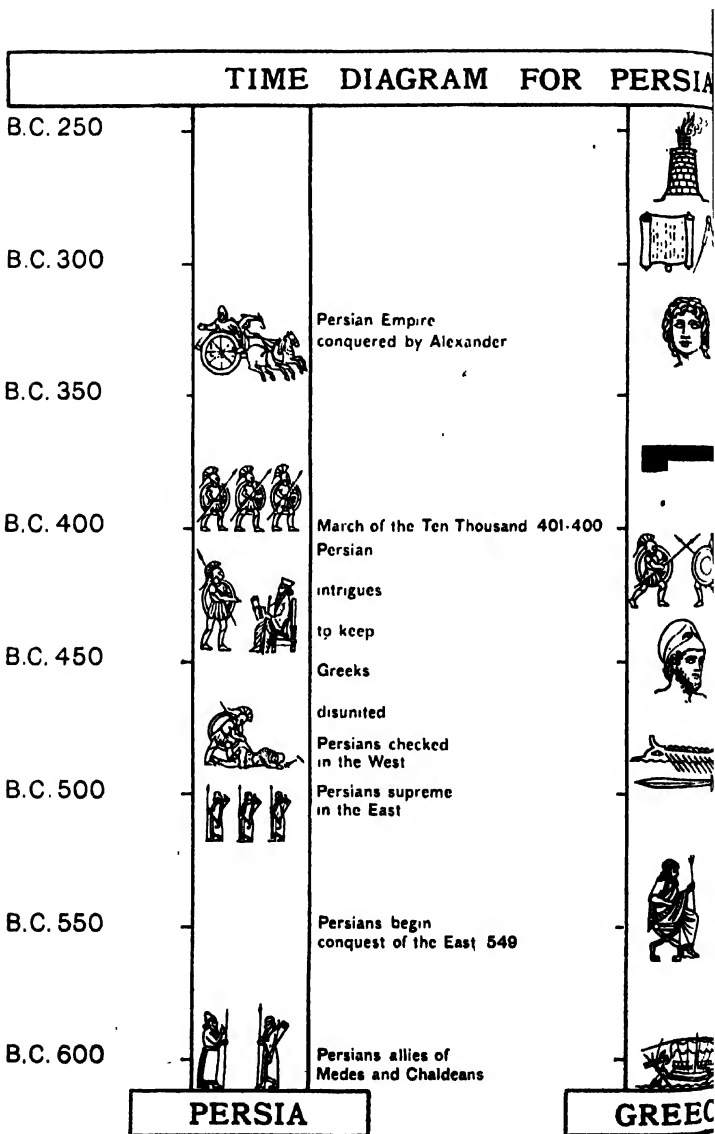 TIME DIAGRAM FOR PERSIA
B.C. 250
B.C. 300
Persian Empire
conquered by Alexander
B.C. 350
B.C. 400
March of the Ten Thousand 401-400
Persian
intrigues
to keep
B.C. 450
Greeks
disunited
Persians checked
in the West
B.C. 500
Persians supreme
in the East
B.C. 550
Persians begin
conquest of the East 549
B.C. 600
Persians allies of
Medes and Chaldeans
PERSIA
GREEC